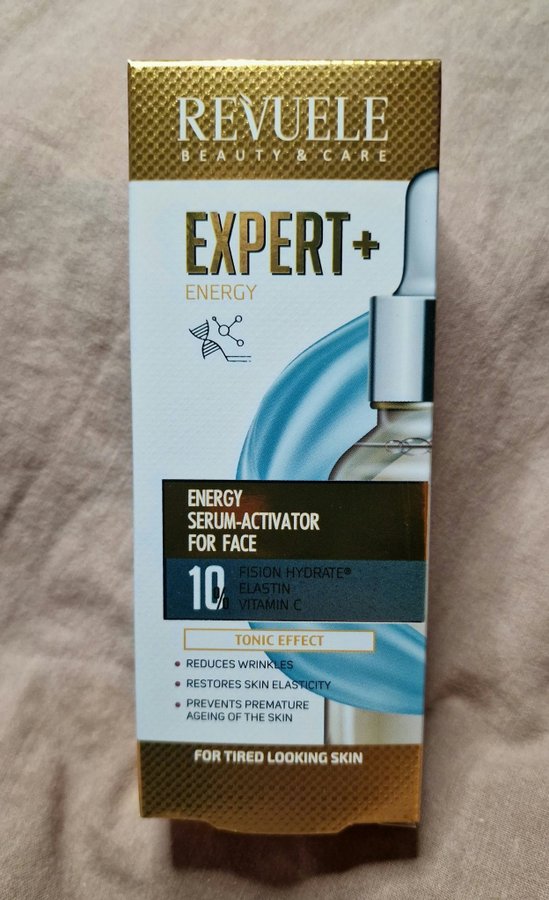 REVUELE
BEAUTY & CARE
EXPERT+
ENERGY
ENERGY
SERUM-ACTIVATOR
FOR FACE
10%
FISION HYDRATE®
ELASTIN
VITAMIN C
TONIC EFFECT
• REDUCES WRINKLES
• RESTORES SKIN ELASTICITY
• PREVENTS PREMATURE
AGEING OF THE SKIN
FOR TIRED LOOKING SKIN